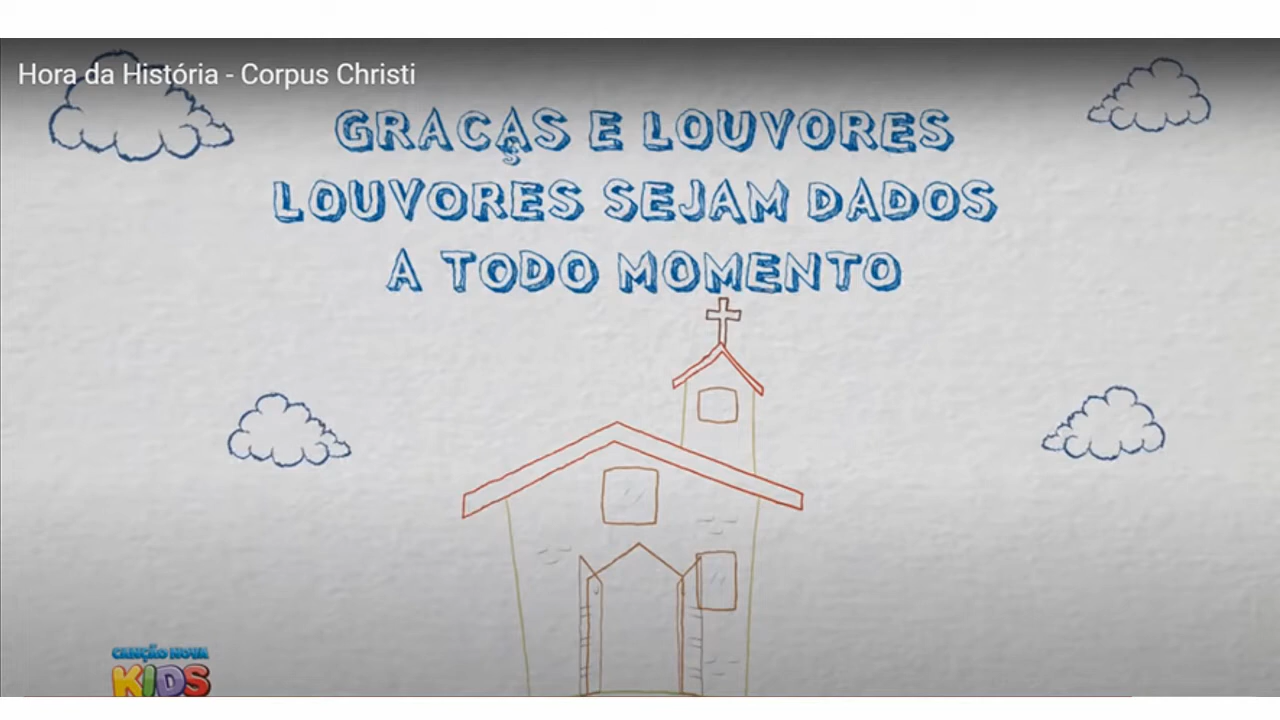 Hora da História - Corpus Christi
GRAÇAS E LOUVORES
LOUVORES SEJAM DADOS
A TODO MOMENTO
CANÇÃO NOVA
KIDS